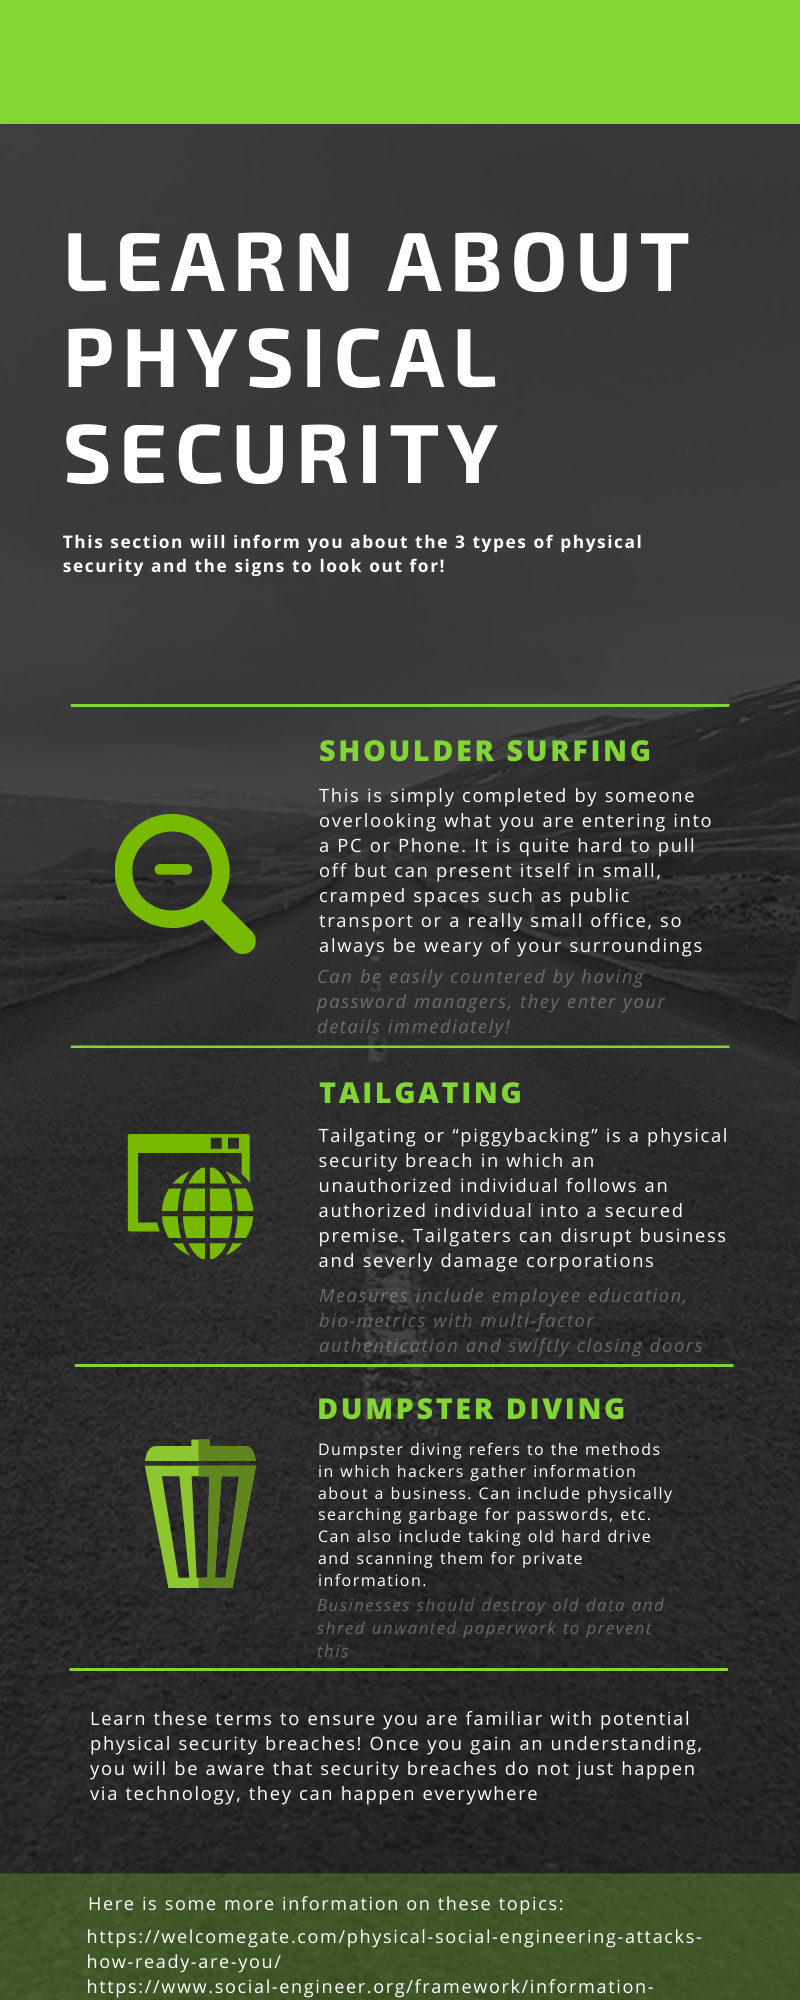 LEARN ABOUT
PHYSICAL
SECURITY
This section will inform you about the 3 types of physical
security and the signs to look out for!
SHOULDER SURFING
This is simply completed by someone
overlooking what you are entering into
a PC or Phone. It is quite hard to pull
off but can present itself in small,
cramped spaces such as public
transport or a really small office, so
always be weary of your surroundings
Can be easily countered by having
password managers, they enter your
details immediately!
TAILGATING
Tailgating or “piggybacking” is a physical
security breach in which an
unauthorized individual follows an
authorized individual into a secured
premise. Tailgaters can disrupt business
and severly damage corporations
Measures include employee education,
bio-metrics with multi-factor
authentication and swiftly closing doors
DUMPSTER DIVING
Dumpster diving refers to the methods
in which hackers gather information
about a business. Can include physically
searching garbage for passwords, etc.
Can also include taking old hard drive
and scanning them for private
information.
Businesses should destroy old data and
shred unwanted paperwork to prevent
this
Learn these terms to ensure you are familiar with potential
physical security breaches! Once you gain an understanding,
you will be aware that security breaches do not just happen
via technology, they can happen everywhere
Here is some more information on these topics:
https://welcomegate.com/physical-social-engineering-attacks-
how-ready-are-you/
https://www.social-engineer.org/framework/information-